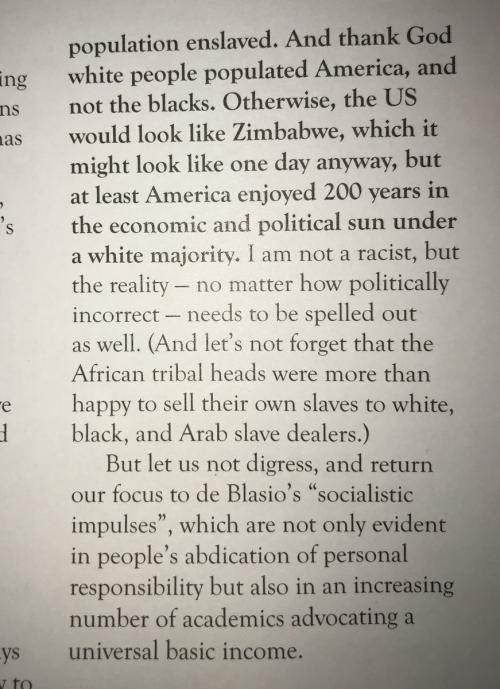 population enslaved. And thank God
white people populated America, and
not the blacks. Otherwise, the US
would look like Zimbabwe, which it
might look like one day anyway, but
at least America enjoyed 200 years in
the economic and political sun under
a white majority. I am not a racist, but
the reality – no matter how politically
incorrect – needs to be spelled out
as well. (And let's not forget that the
African tribal heads were more than
happy to sell their own slaves to white,
black, and Arab slave dealers.)
But let us not digress, and return
our focus to de Blasio's “socialistic
impulses”, which are not only evident
in people's abdication of personal
responsibility but also in an increasing
number of academics advocating a
universal basic income.